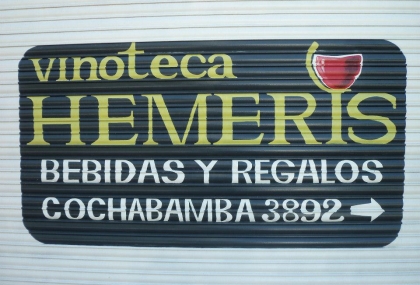 vinoteca
HEMERIS
BEBIDAS Y REGALOS
COCHABAMBA 3892